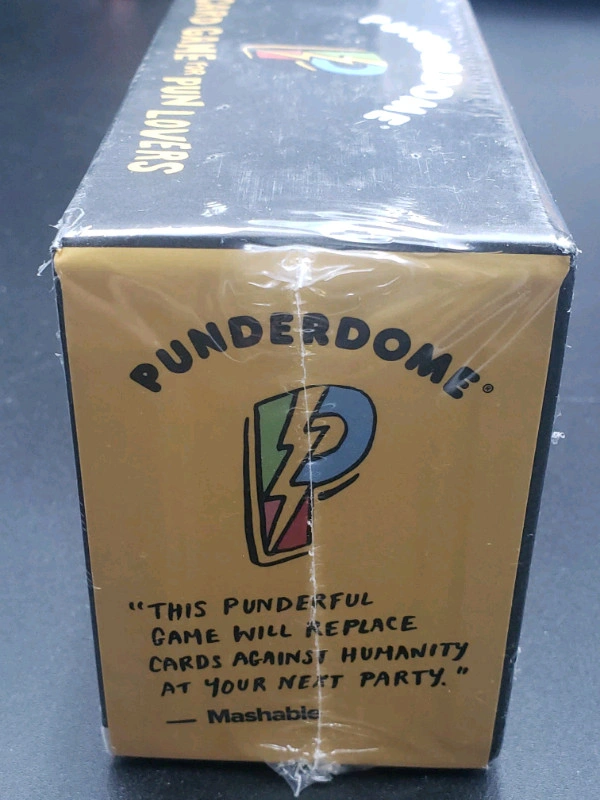 CARD GAME FOR PUN LOVERS
PUNDERDOME
P
PUNDERDOME®
P
"THIS PUNDERFUL
GAME WILL REPLACE
CARDS AGAINST HUMANITY
AT YOUR NEXT PARTY."
— Mashable